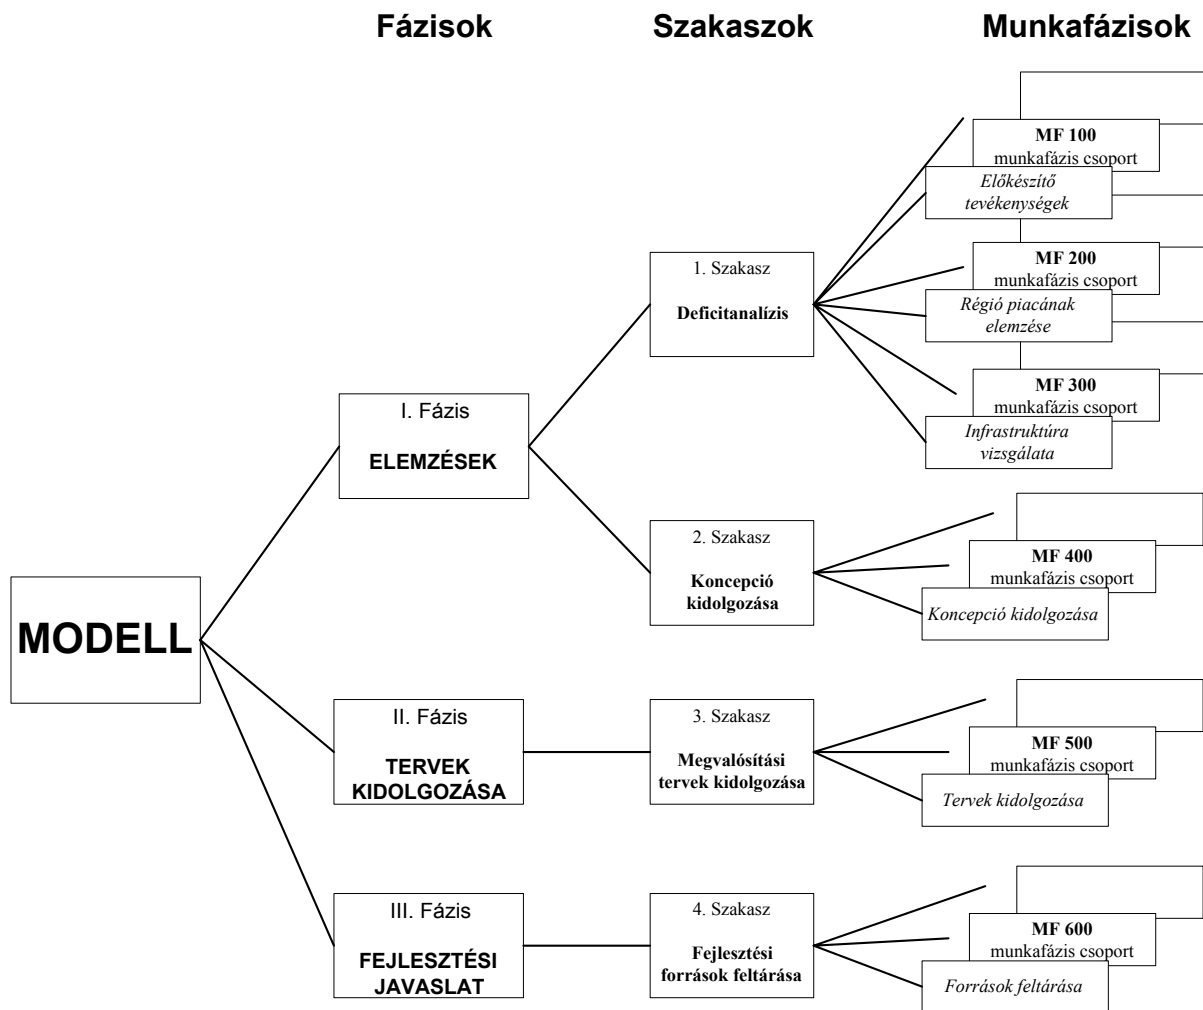 Fázisok
Szakaszok
Munkafázisok
MODELL
I. Fázis
ELEMZÉSEK
1. Szakasz
Deficitanalízis
MF 100
munkafázis csoport
Előkészítő
tevékenységek
MF 200
munkafázis csoport
Régió piacának
elemzése
MF 300
munkafázis csoport
Infrastruktúra
vizsgálata
2. Szakasz
Koncepció
kidolgozása
MF 400
munkafázis csoport
Koncepció kidolgozása
II. Fázis
TERVEK
KIDOLGOZÁSA
3. Szakasz
Megvalósítási
tervek kidolgozása
MF 500
munkafázis csoport
Tervek kidolgozása
III. Fázis
FEJLESZTÉSI
JAVASLAT
4. Szakasz
Fejlesztési
források feltárása
MF 600
munkafázis csoport
Források feltárása